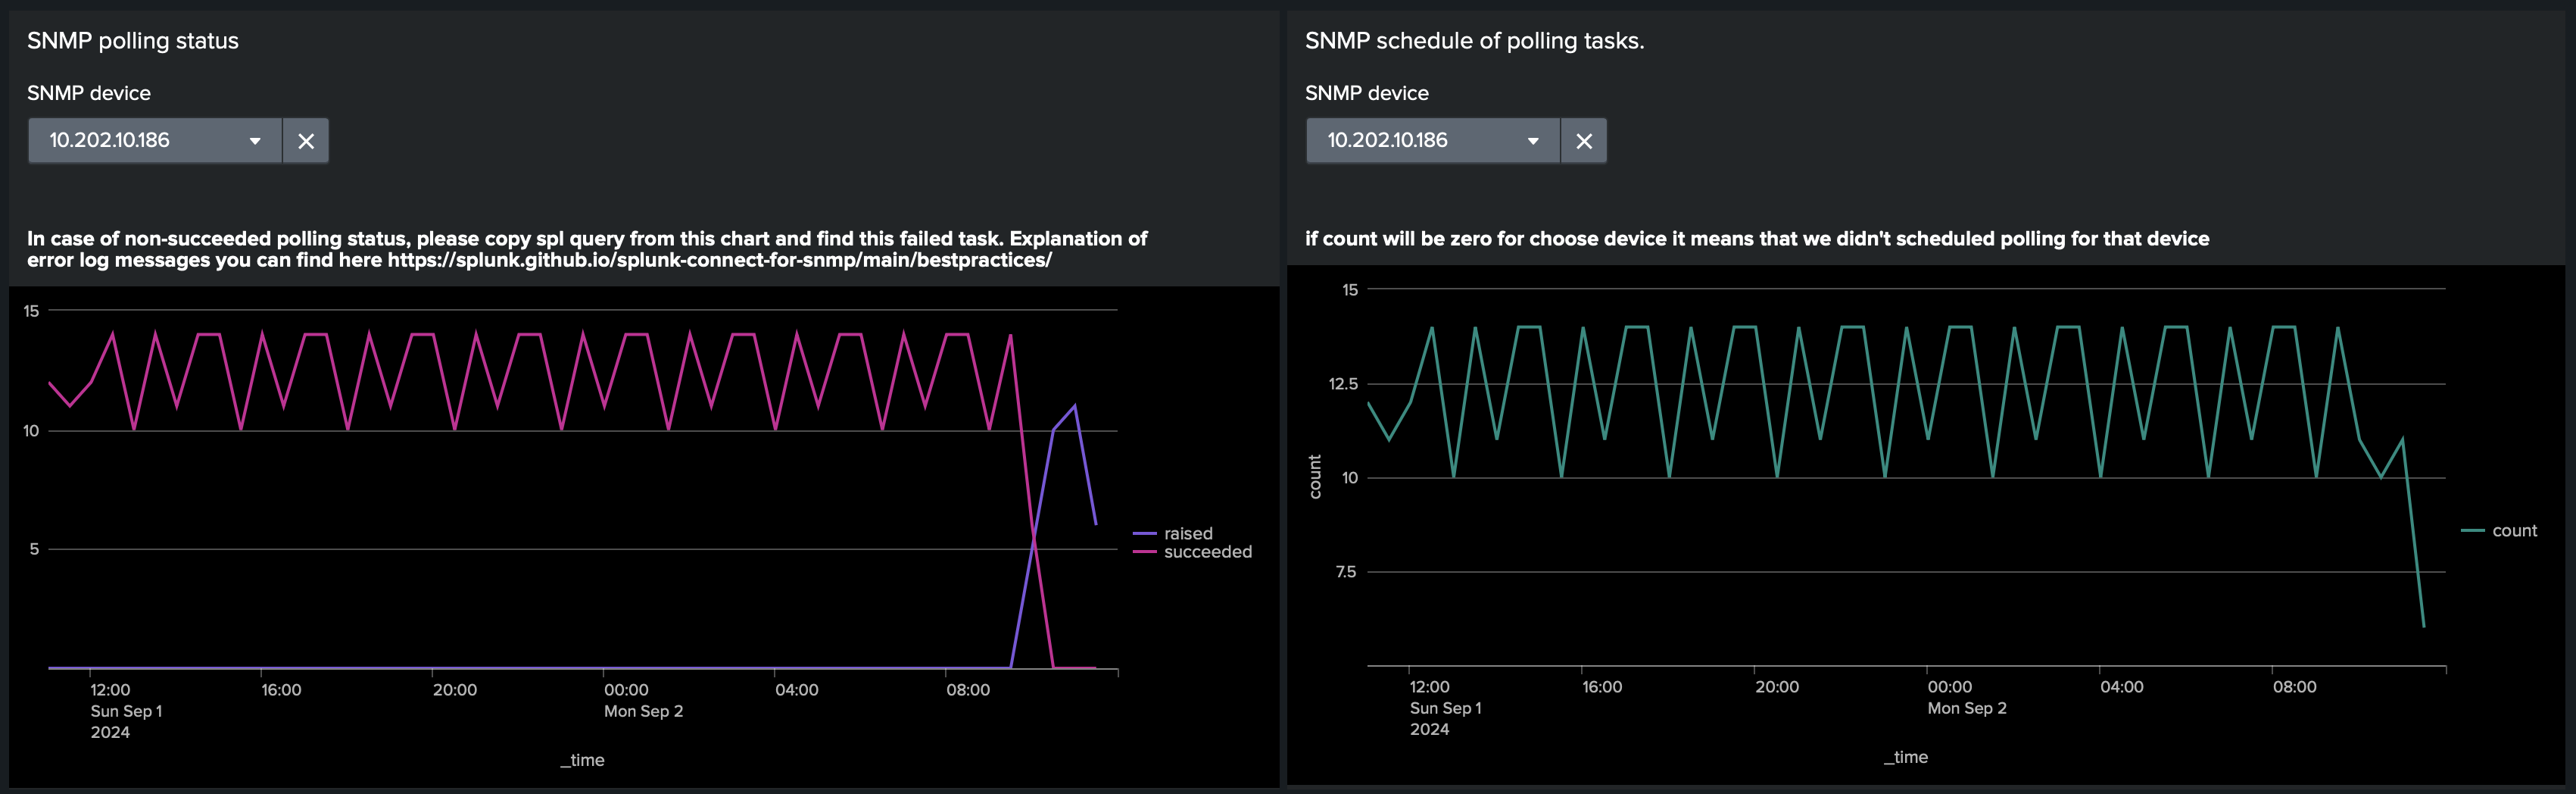 SNMP polling status
SNMP device
10.202.10.186
In case of non-succeeded polling status, please copy spl query from this chart and find this failed task. Explanation of
error log messages you can find here https://splunk.github.io/splunk-connect-for-snmp/main/bestpractices/
15
10
5
raised
succeeded
12:00 16:00 20:00 00:00 04:00 08:00
Sun Sep 1 Mon Sep 2
2024
_time
SNMP schedule of polling tasks.
SNMP device
10.202.10.186
if count will be zero for choose device it means that we didn't scheduled polling for that device
15
12.5
10
7.5
count
count
12:00 16:00 20:00 00:00 04:00 08:00
Sun Sep 1 Mon Sep 2
2024
_time